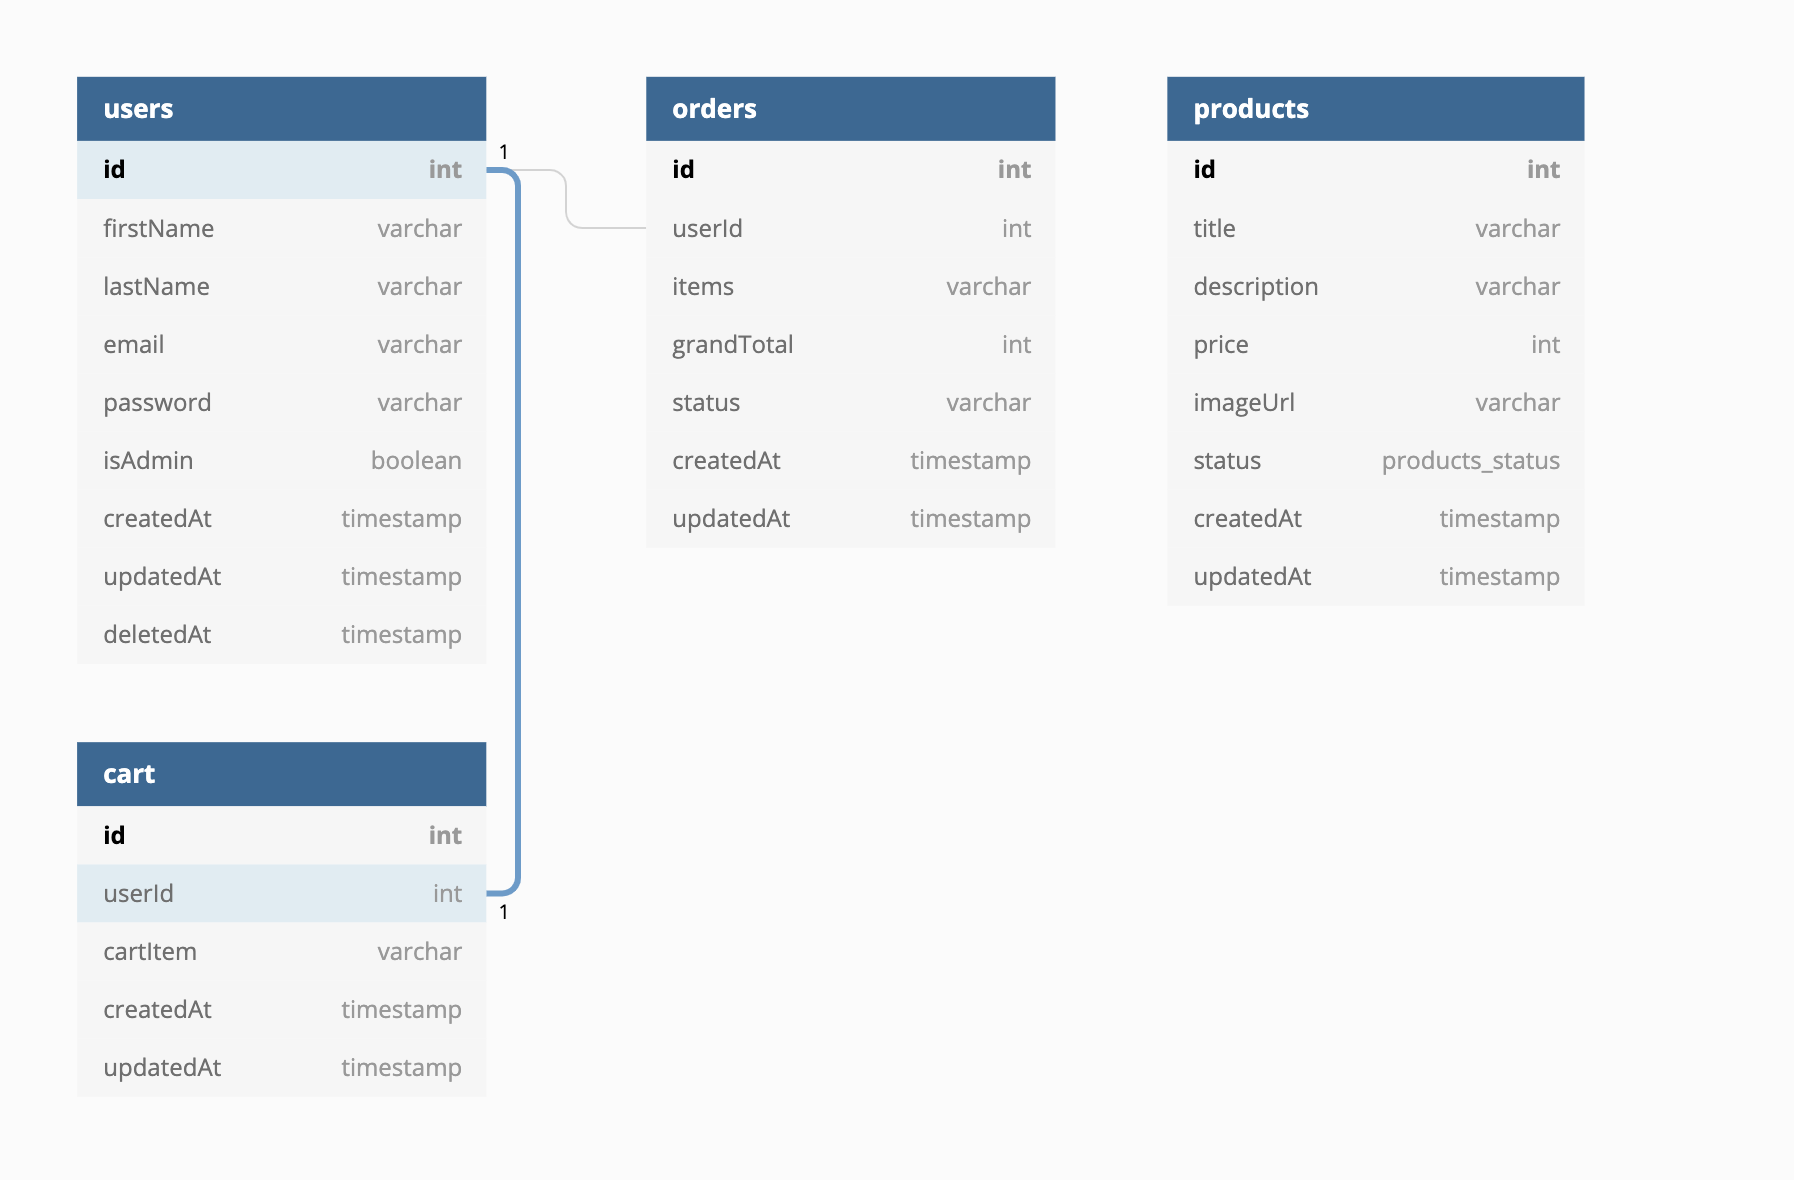 users
id int
firstName varchar
lastName varchar
email varchar
password varchar
isAdmin boolean
createdAt timestamp
updatedAt timestamp
deletedAt timestamp
1
orders
id int
userId int
items varchar
grandTotal int
status varchar
createdAt timestamp
updatedAt timestamp
products
id int
title varchar
description varchar
price int
imageUrl varchar
status products_status
createdAt timestamp
updatedAt timestamp
cart
id int
userId int
1
cartItem varchar
createdAt timestamp
updatedAt timestamp